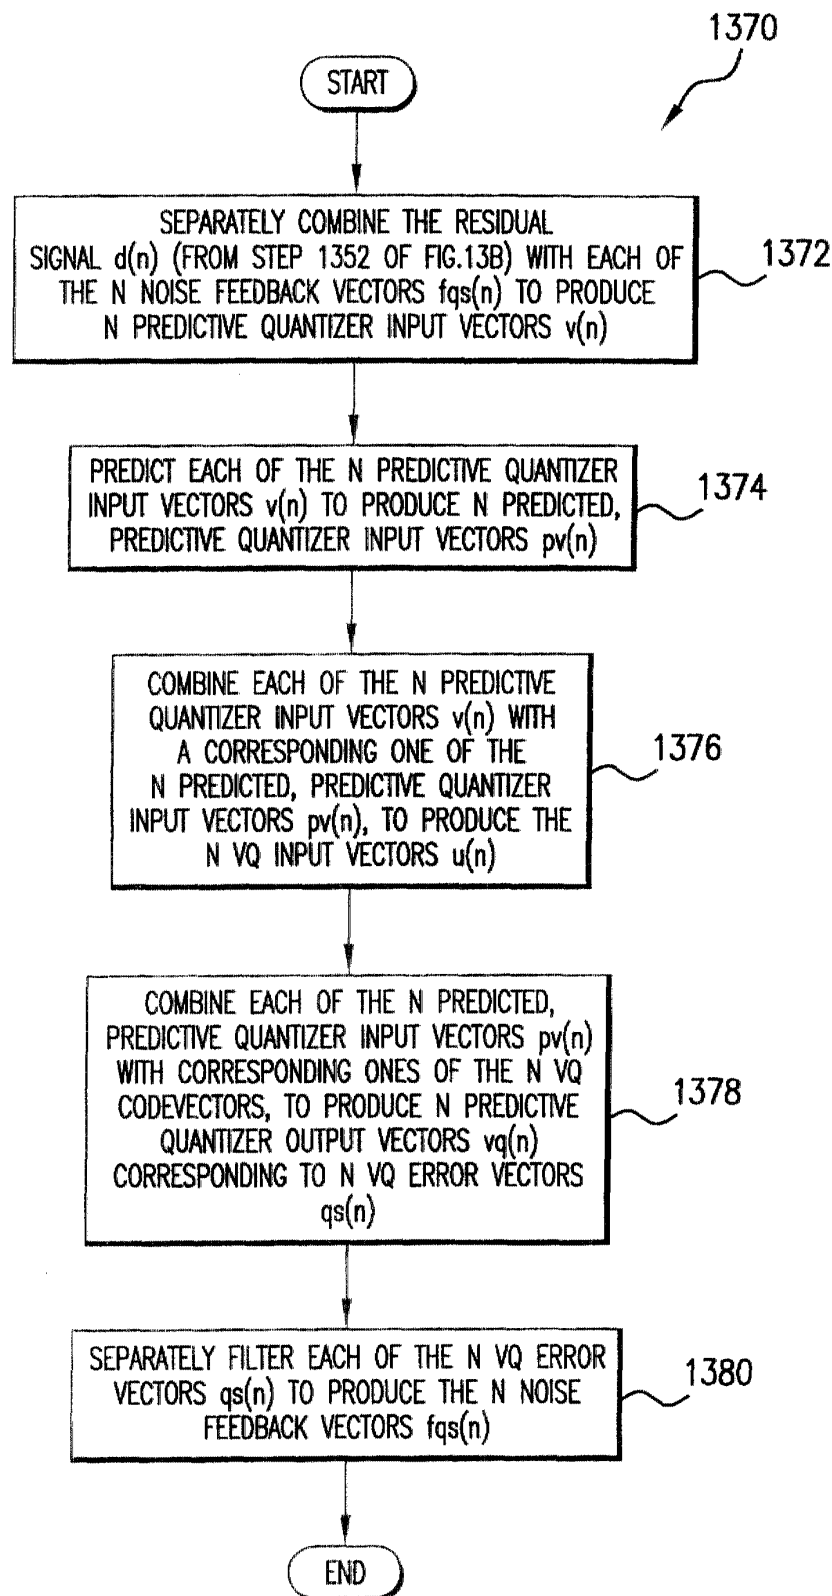 1370
START
SEPARATELY COMBINE THE RESIDUAL
SIGNAL d(n) (FROM STEP 1352 OF FIG.13B) WITH EACH OF
THE N NOISE FEEDBACK VECTORS fqs(n) TO PRODUCE
N PREDICTIVE QUANTIZER INPUT VECTORS v(n)
1372
PREDICT EACH OF THE N PREDICTIVE QUANTIZER
INPUT VECTORS v(n) TO PRODUCE N PREDICTED,
PREDICTIVE QUANTIZER INPUT VECTORS pv(n)
1374
COMBINE EACH OF THE N PREDICTIVE
QUANTIZER INPUT VECTORS v(n) WITH
A CORRESPONDING ONE OF THE
N PREDICTED, PREDICTIVE QUANTIZER
INPUT VECTORS pv(n), TO PRODUCE THE
N VQ INPUT VECTORS u(n)
1376
COMBINE EACH OF THE N PREDICTED,
PREDICTIVE QUANTIZER INPUT VECTORS pv(n)
WITH CORRESPONDING ONES OF THE N VQ
CODEVECTORS, TO PRODUCE N PREDICTIVE
QUANTIZER OUTPUT VECTORS vq(n)
CORRESPONDING TO N VQ ERROR VECTORS
qs(n)
1378
SEPARATELY FILTER EACH OF THE N VQ ERROR
VECTORS qs(n) TO PRODUCE THE N NOISE
FEEDBACK VECTORS fqs(n)
1380
END